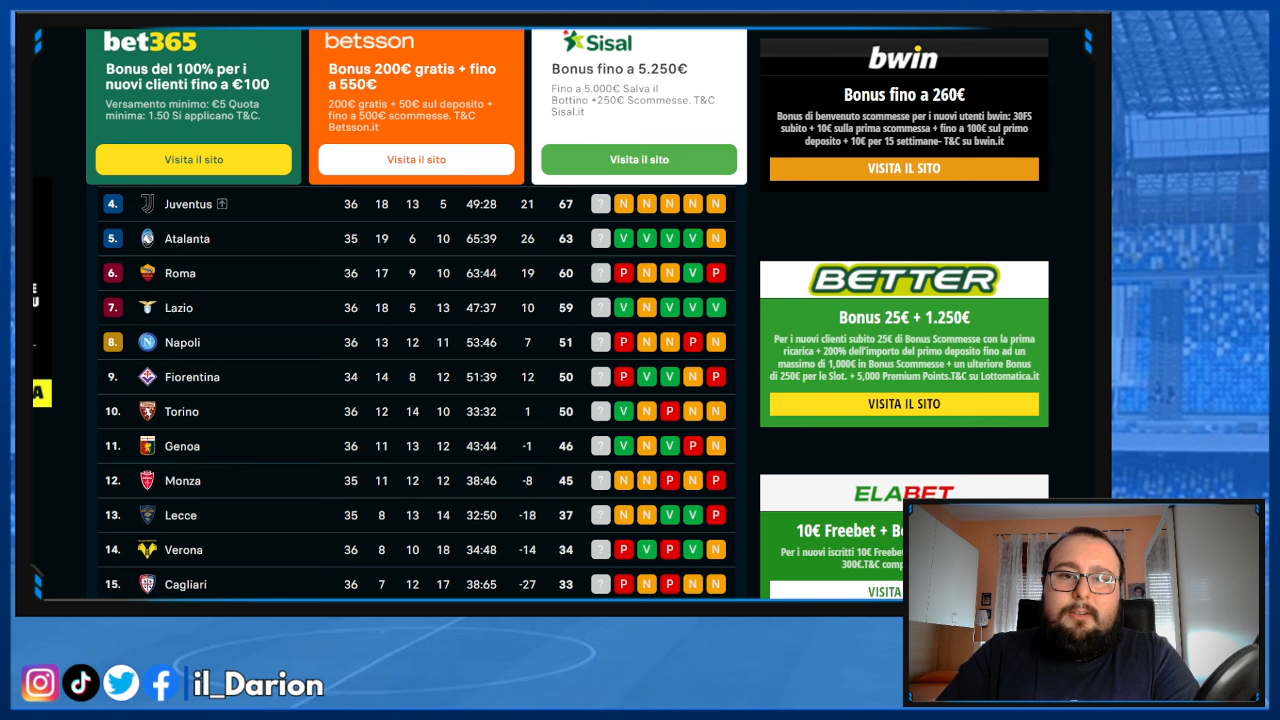 bet365
Bonus del 100% per i
nuovi clienti fino a €100
Versamento minimo: €5 Quota
minima: 1.50 Si applicano T&C.
Visita il sito
betsson
Bonus 200€ gratis + fino
a 550€
200€ gratis + 50€ sul deposito +
fino a 500€ scommesse. T&C
Betsson.it
Visita il sito
Sisal
Bonus fino a 5.250€
Fino a 5.000€ Salva il
Bottino +250€ Scommesse. T&C
Sisal.it
Visita il sito
bwin
Bonus fino a 260€
Bonus di benvenuto scommesse per i nuovi utenti bwin: 30FS
subito + 10€ sulla prima scommessa + fino a 100€ sul primo
deposito + 10€ per 15 settimane- T&C su bwin.it
VISITA IL SITO
4. Juventus 36 18 13 5 49:28 21 67 ? N N N N N
5. Atalanta 35 19 6 10 65:39 26 63 ? V V V V N
6. Roma 36 17 9 10 63:44 19 60 ? P N N V P
7. Lazio 36 18 5 13 47:37 10 59 ? V N V V V
8. Napoli 36 13 12 11 53:46 7 51 ? P N N P N
9. Fiorentina 34 14 8 12 51:39 12 50 ? P V V N P
10. Torino 36 12 14 10 33:32 1 50 ? V N P N N
11. Genoa 36 11 13 12 43:44 -1 46 ? V N V P N
12. Monza 35 11 12 12 38:46 -8 45 ? N N P N P
13. Lecce 35 8 13 14 32:50 -18 37 ? N N V V P
14. Verona 36 8 10 18 34:48 -14 34 ? P V P V N
15. Cagliari 36 7 12 17 38:65 -27 33 ? P N P N N
BETTER
Bonus 25€ + 1.250€
Per i nuovi clienti subito 25€ di Bonus Scommesse con la prima
ricarica + 200% dell'importo del primo deposito fino ad un
massimo di 1,000€ in Bonus Scommesse + un ulteriore Bonus
di 250€ per le Slot. + 5,000 Premium Points.T&C su Lottomatica.it
VISITA IL SITO
ELABET
10€ Freebet + B
Per i nuovi iscritti 10€ Freebe
300€.T&C comp
VISITA
E
U
A
il_Darion